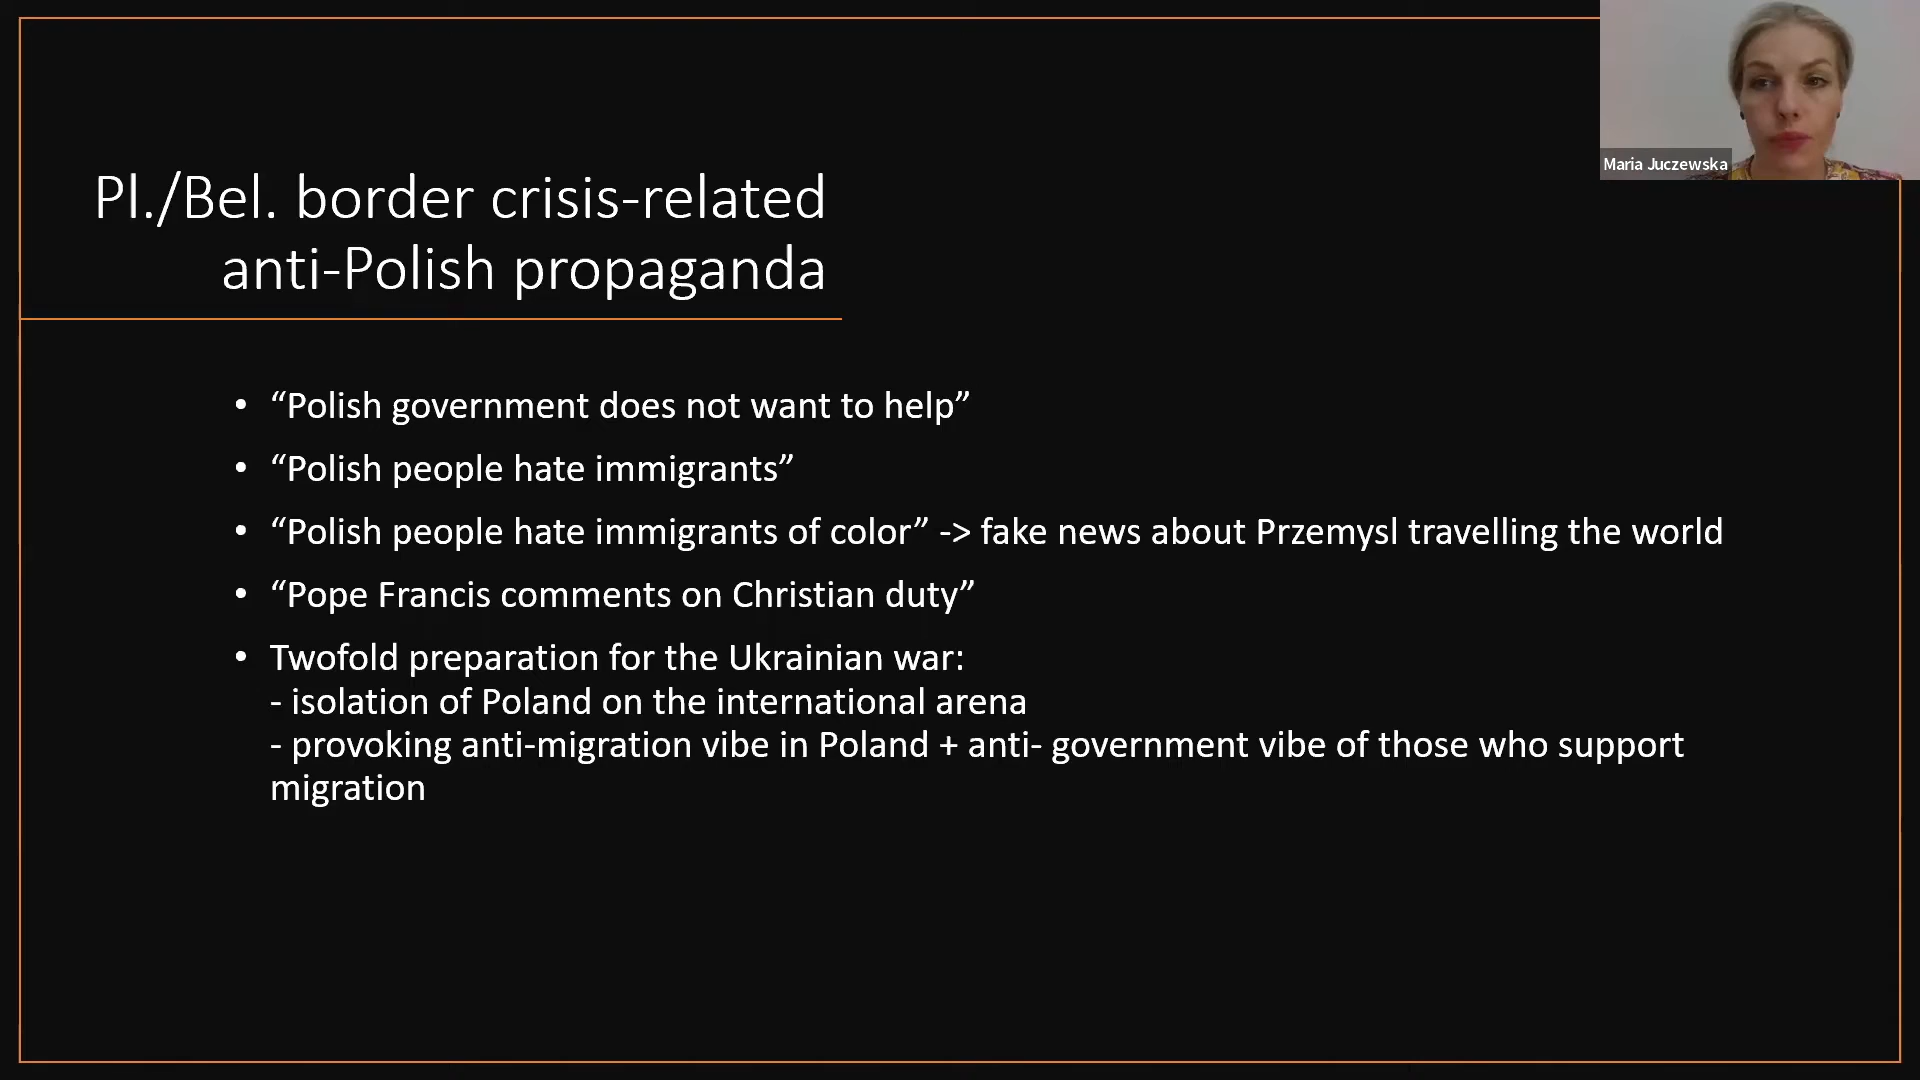 Pl./Bel. border crisis-related
anti-Polish propaganda
• “Polish government does not want to help”
• “Polish people hate immigrants”
• “Polish people hate immigrants of color” -> fake news about Przemysl travelling the world
• “Pope Francis comments on Christian duty”
• Twofold preparation for the Ukrainian war:
- isolation of Poland on the international arena
- provoking anti-migration vibe in Poland + anti- government vibe of those who support
migration
Maria Juczewska